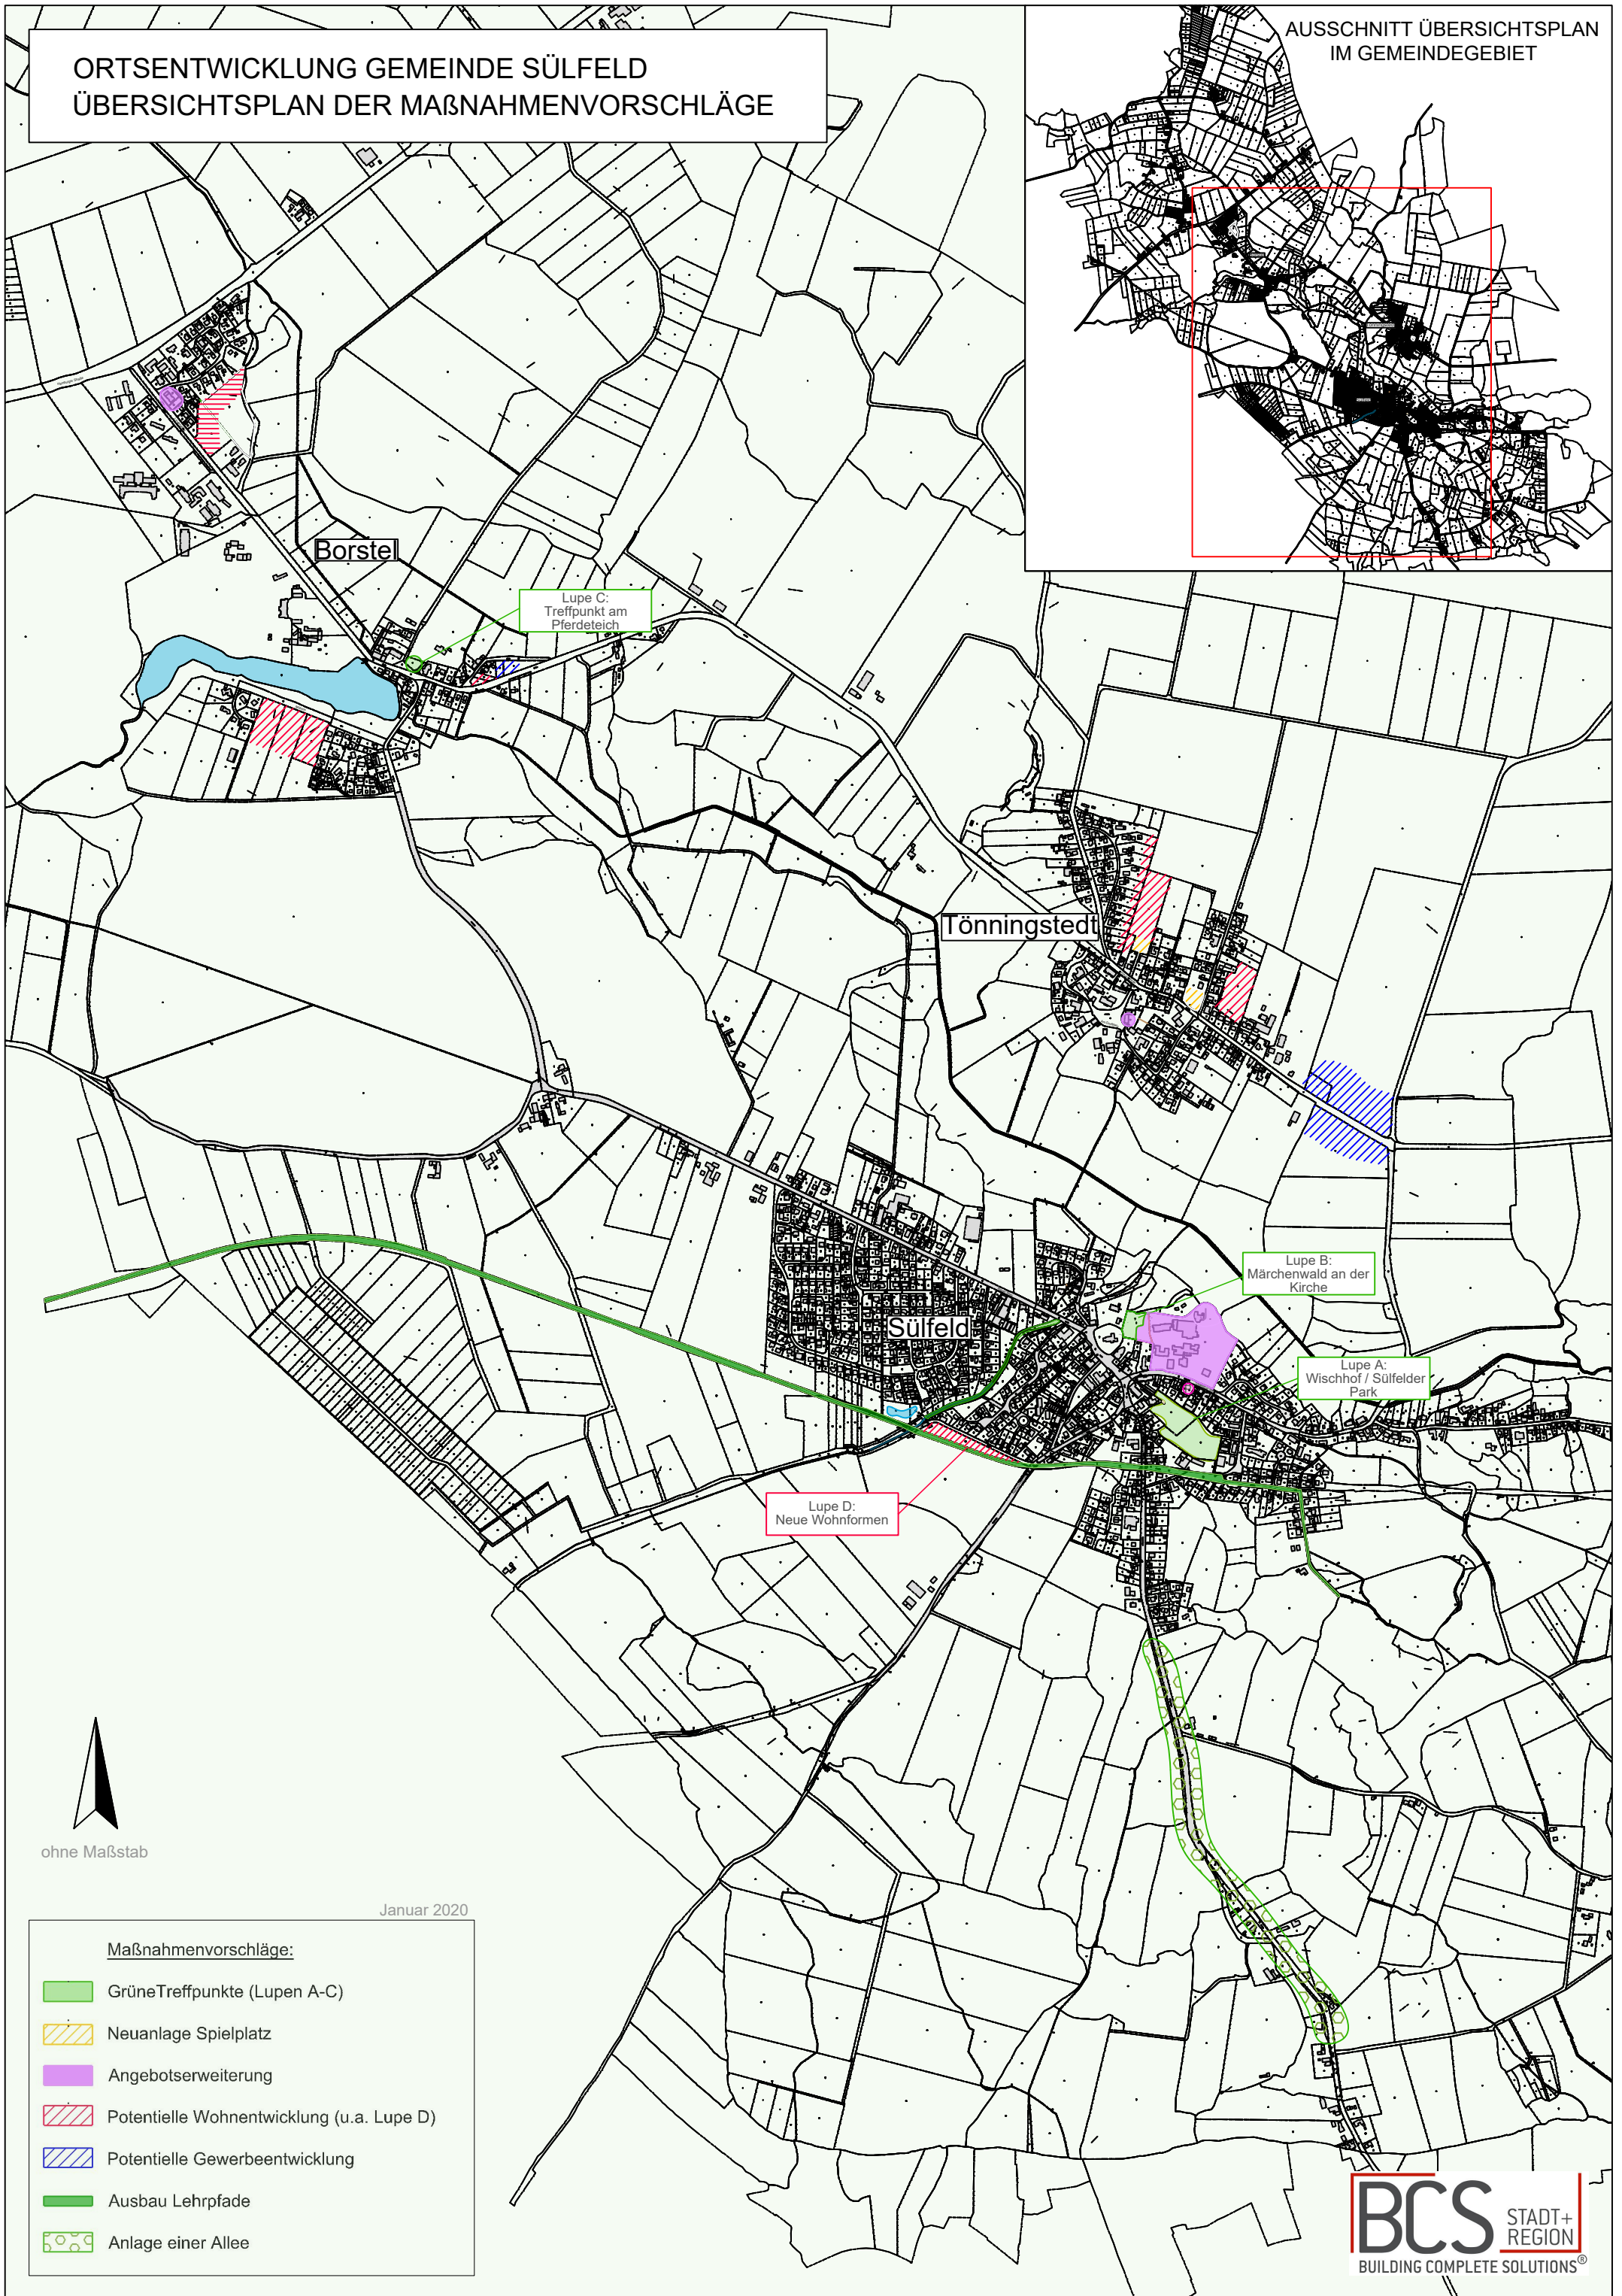 ORTSENTWICKLUNG GEMEINDE SÜLFELD
ÜBERSICHTSPLAN DER MAßNAHMENVORSCHLÄGE
AUSSCHNITT ÜBERSICHTSPLAN
IM GEMEINDEGEBIET
Borstel
Lupe C:
Treffpunkt am
Pferdeteich
Tönningstedt
Lupe B:
Märchenwald an der
Kirche
Sülfeld
Lupe A:
Wischhof / Sülfelder
Park
Lupe D:
Neue Wohnformen
ohne Maßstab
Januar 2020
Maßnahmenvorschläge:
GrüneTreffpunkte (Lupen A-C)
Neuanlage Spielplatz
Angebotserweiterung
Potentielle Wohnentwicklung (u.a. Lupe D)
Potentielle Gewerbeentwicklung
Ausbau Lehrpfade
Anlage einer Allee
BCS STADT+
REGION
BUILDING COMPLETE SOLUTIONS®